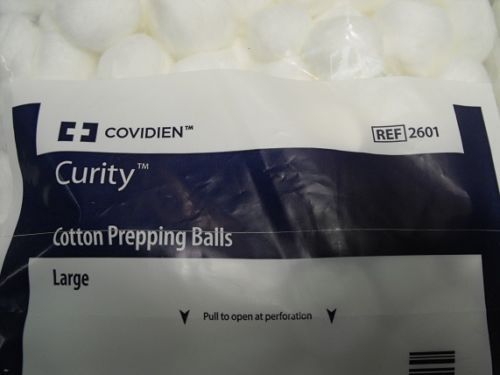 COVIDIEN™
REF 2601
Curity™
Cotton Prepping Balls
Large
Pull to open at perforation